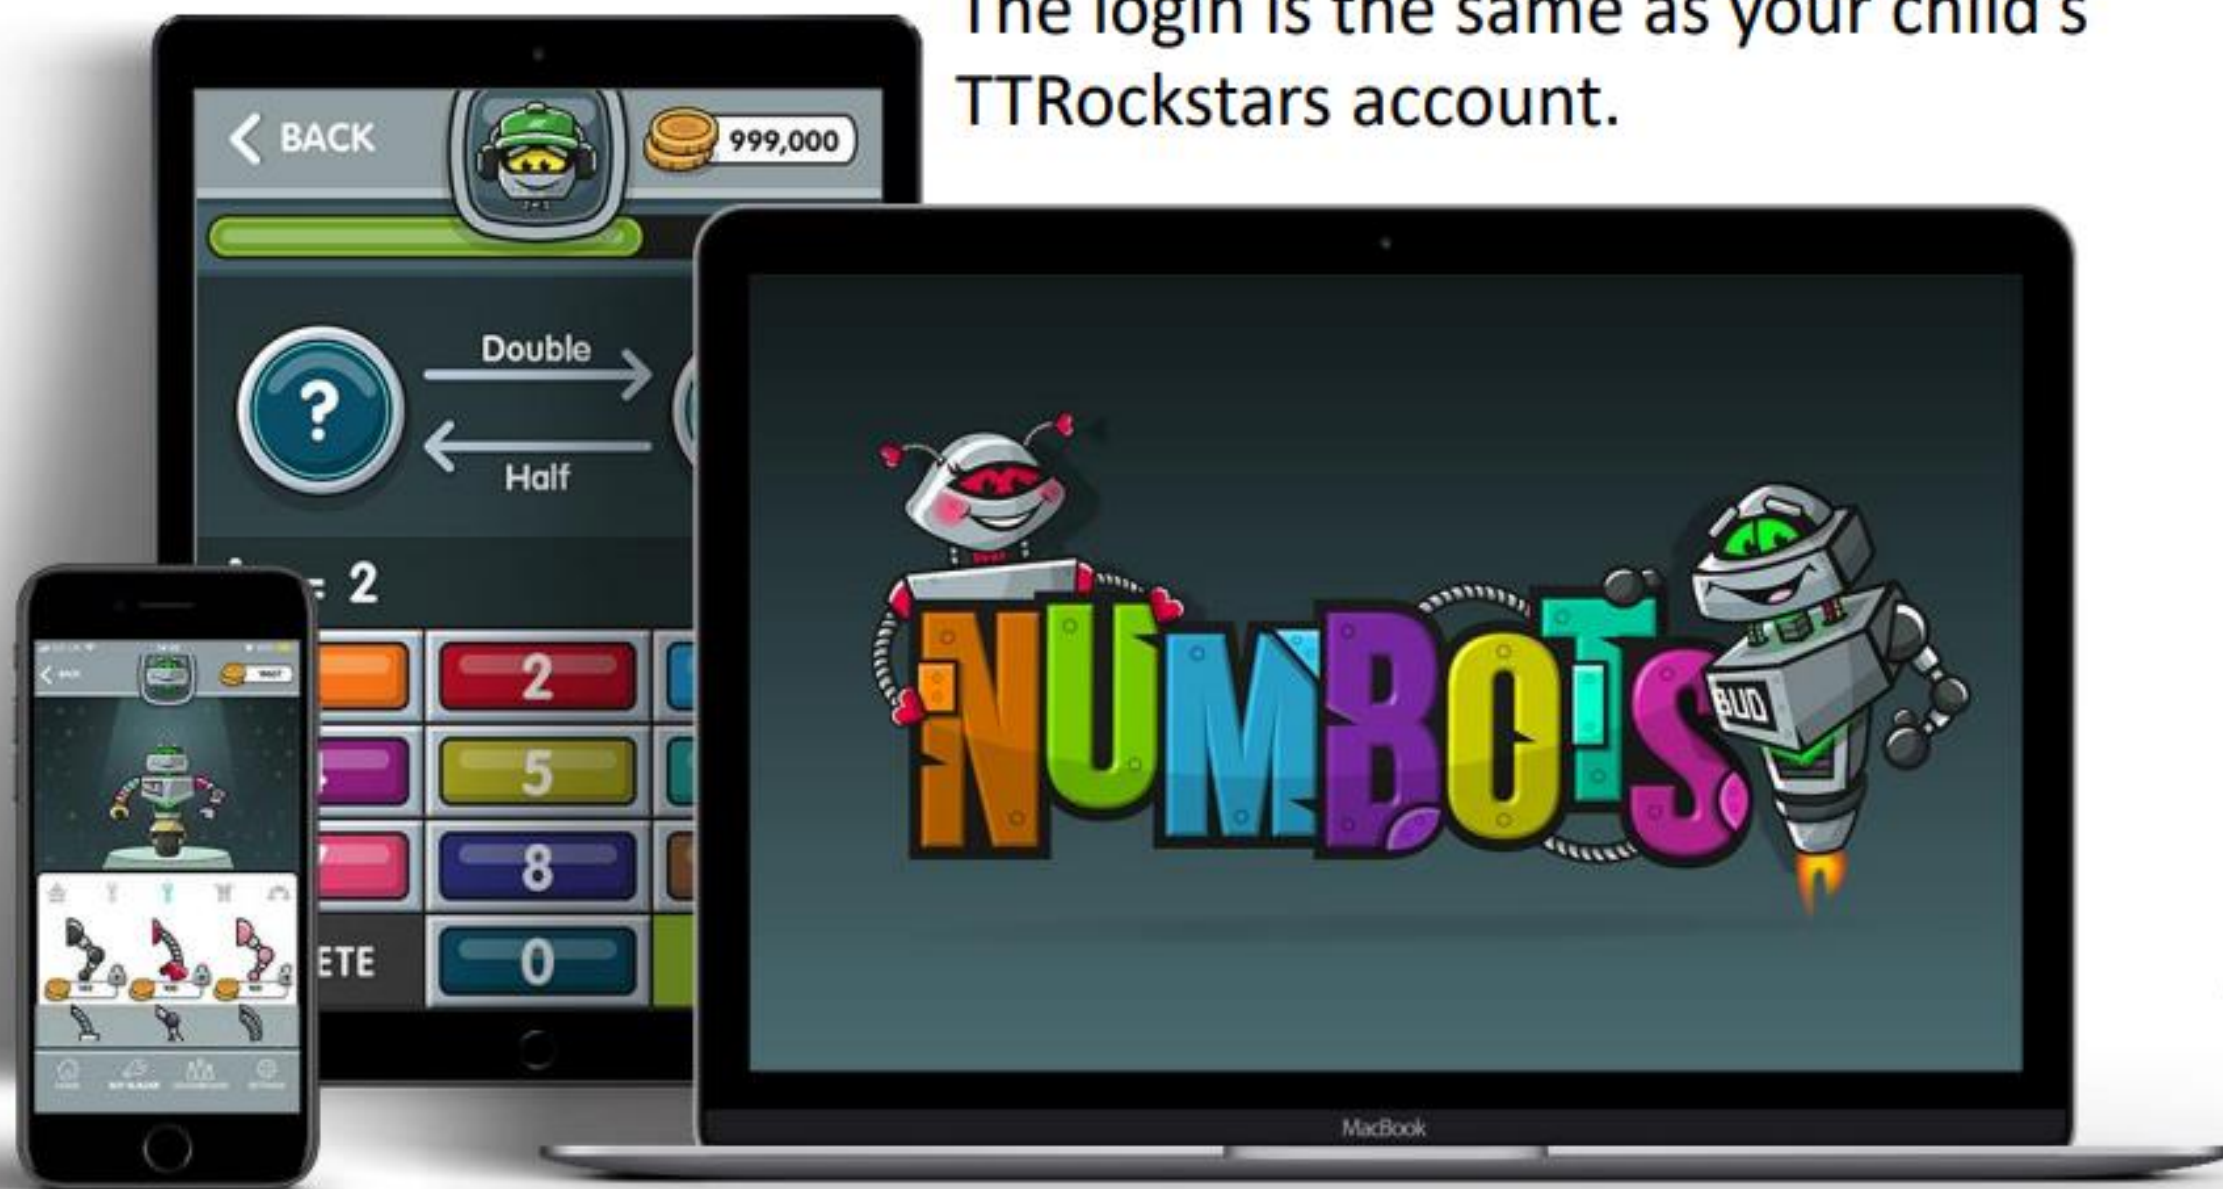 The login is the same as your child's
TTRockstars account.
BACK
999,000
Double
?
Half
= 2
2
5
8
ETE
0
NUMBOTS
BUD
MacBook